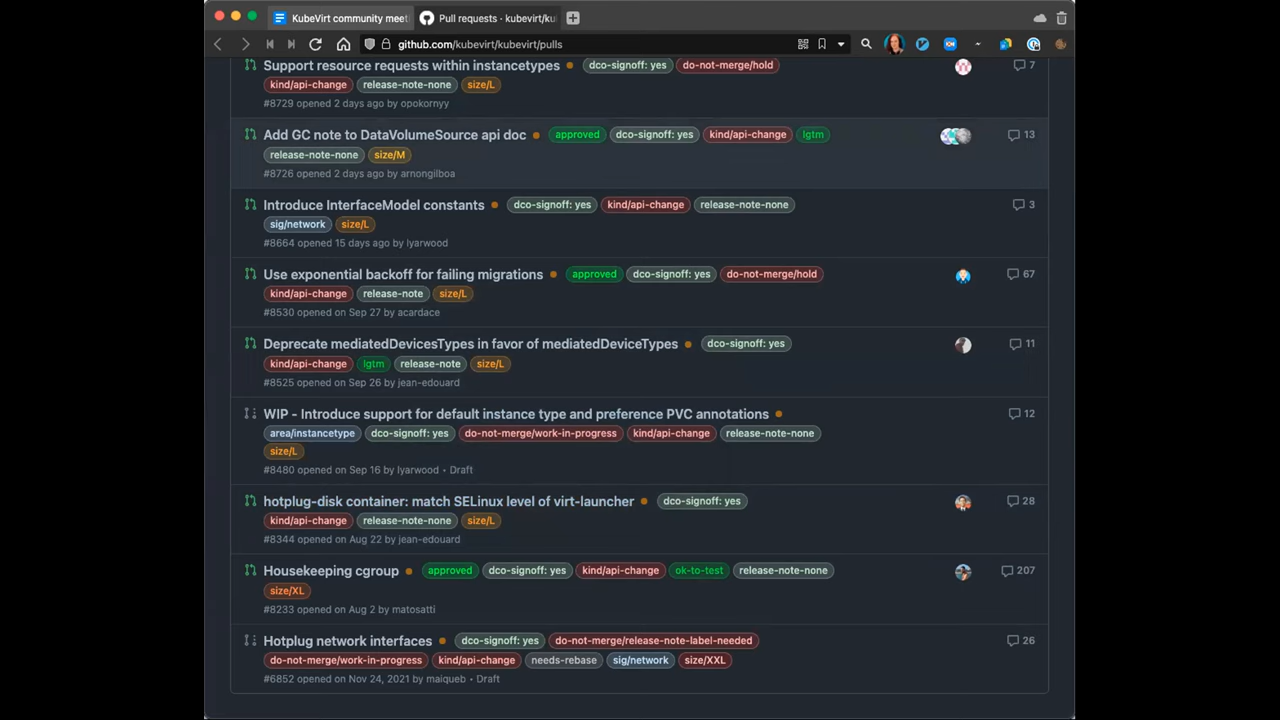 KubeVirt community meet
Pull requests · kubevirt/ku
github.com/kubevirt/kubevirt/pulls
Support resource requests within instancetypes dco-signoff: yes do-not-merge/hold 7
kind/api-change release-note-none size/L
#8729 opened 2 days ago by opokornyy
Add GC note to DataVolumeSource api doc approved dco-signoff: yes kind/api-change lgtm 13
release-note-none size/M
#8726 opened 2 days ago by arnongilboa
Introduce InterfaceModel constants dco-signoff: yes kind/api-change release-note-none 3
sig/network size/L
#8664 opened 15 days ago by lyarwood
Use exponential backoff for failing migrations approved dco-signoff: yes do-not-merge/hold 67
kind/api-change release-note size/L
#8530 opened on Sep 27 by acardace
Deprecate mediatedDevicesTypes in favor of mediatedDeviceTypes dco-signoff: yes 11
kind/api-change lgtm release-note size/L
#8525 opened on Sep 26 by jean-edouard
WIP - Introduce support for default instance type and preference PVC annotations 12
area/instancetype dco-signoff: yes do-not-merge/work-in-progress kind/api-change release-note-none
size/L
#8480 opened on Sep 16 by lyarwood • Draft
hotplug-disk container: match SELinux level of virt-launcher dco-signoff: yes 28
kind/api-change release-note-none size/L
#8344 opened on Aug 22 by jean-edouard
Housekeeping cgroup approved dco-signoff: yes kind/api-change ok-to-test release-note-none 207
size/XL
#8233 opened on Aug 2 by matosatti
Hotplug network interfaces dco-signoff: yes do-not-merge/release-note-label-needed 26
do-not-merge/work-in-progress kind/api-change needs-rebase sig/network size/XXL
#6852 opened on Nov 24, 2021 by maiqueb • Draft